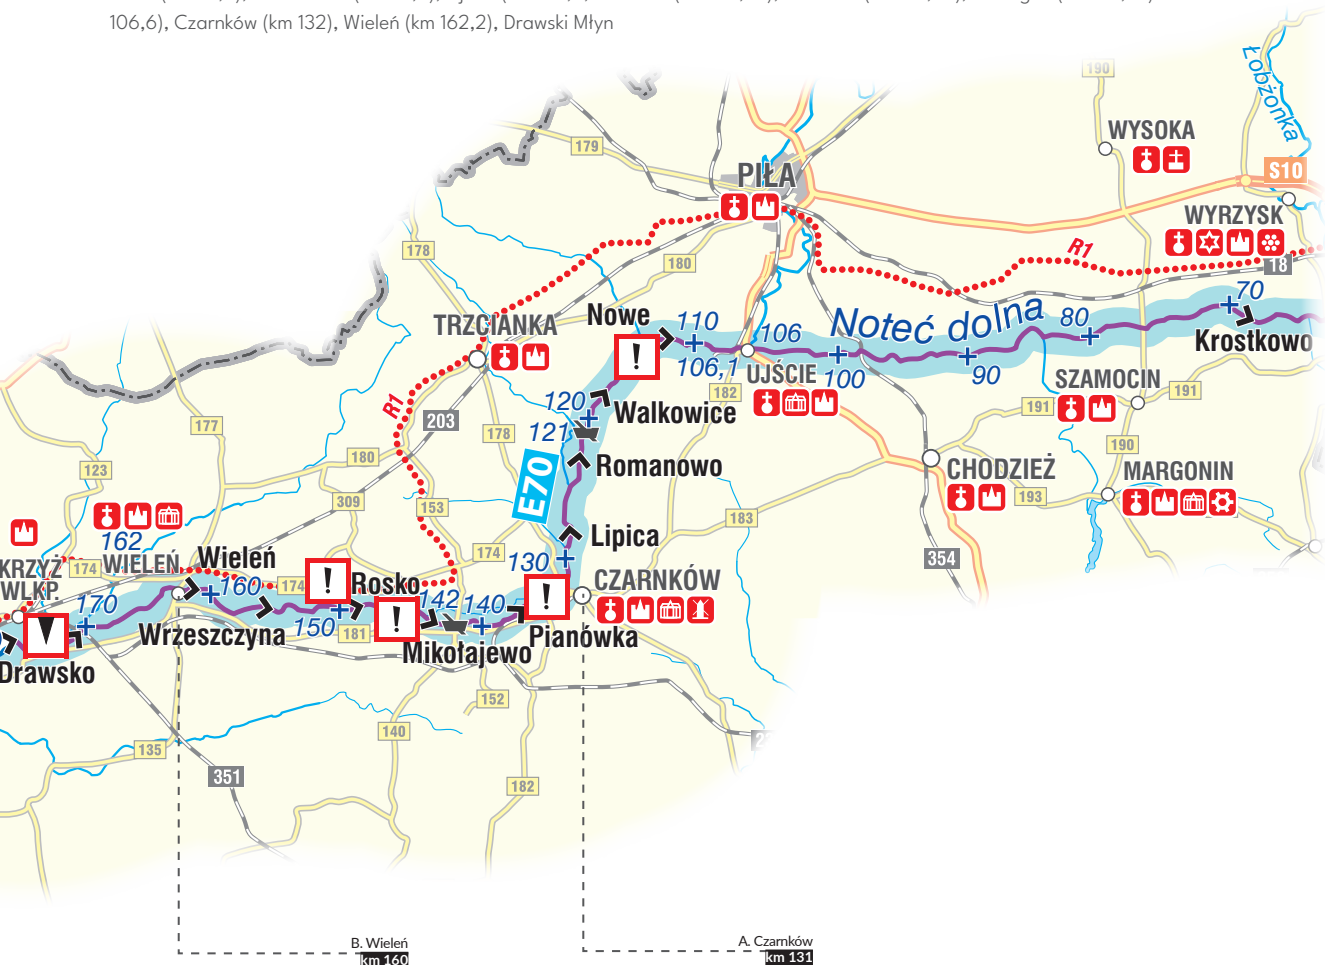 106,6), Czarnków (km 132), Wieleń (km 162,2), Drawski Młyn
190
Łobżonka
WYSOKA
179
PIŁA
S10
WYRZYSK
178
R1
180
18
70
Nowe
110
Noteć dolna
80
TRZCIANKA
!
106
Krostkowo
106,1
UJŚCIE
100
90
SZAMOCIN
182
191
191
R1
120
Walkowice
203
121
177
178
190
180
Romanowo
CHODZIEŻ
MARGONIN
123
E70
193
309
153
183
Lipica
162
174
130
354
KRZYŻ
WLKP.
174
WIELEŃ
Wieleń
CZARNKÓW
160
174
!
Rosko
!
142
140
!
170
150
181
Wrzeszczyna
Pianówka
Mikołajewo
Drawsko
152
140
135
351
182
B. Wieleń
km 160
A. Czarnków
km 131